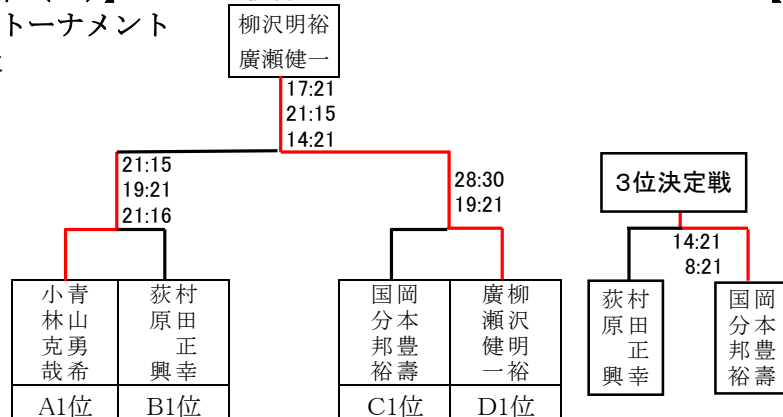 トーナメント
柳沢明裕
廣瀬健一
17:21
21:15
14:21
21:15
19:21
21:16
28:30
19:21
3位決定戦
14:21
8:21
青山勇希
小林克哉
村田正幸
荻原興
岡本豊壽
国分邦裕
柳沢明裕
廣瀬健一
村田正幸
荻原興
岡本豊壽
国分邦裕
A1位
B1位
C1位
D1位